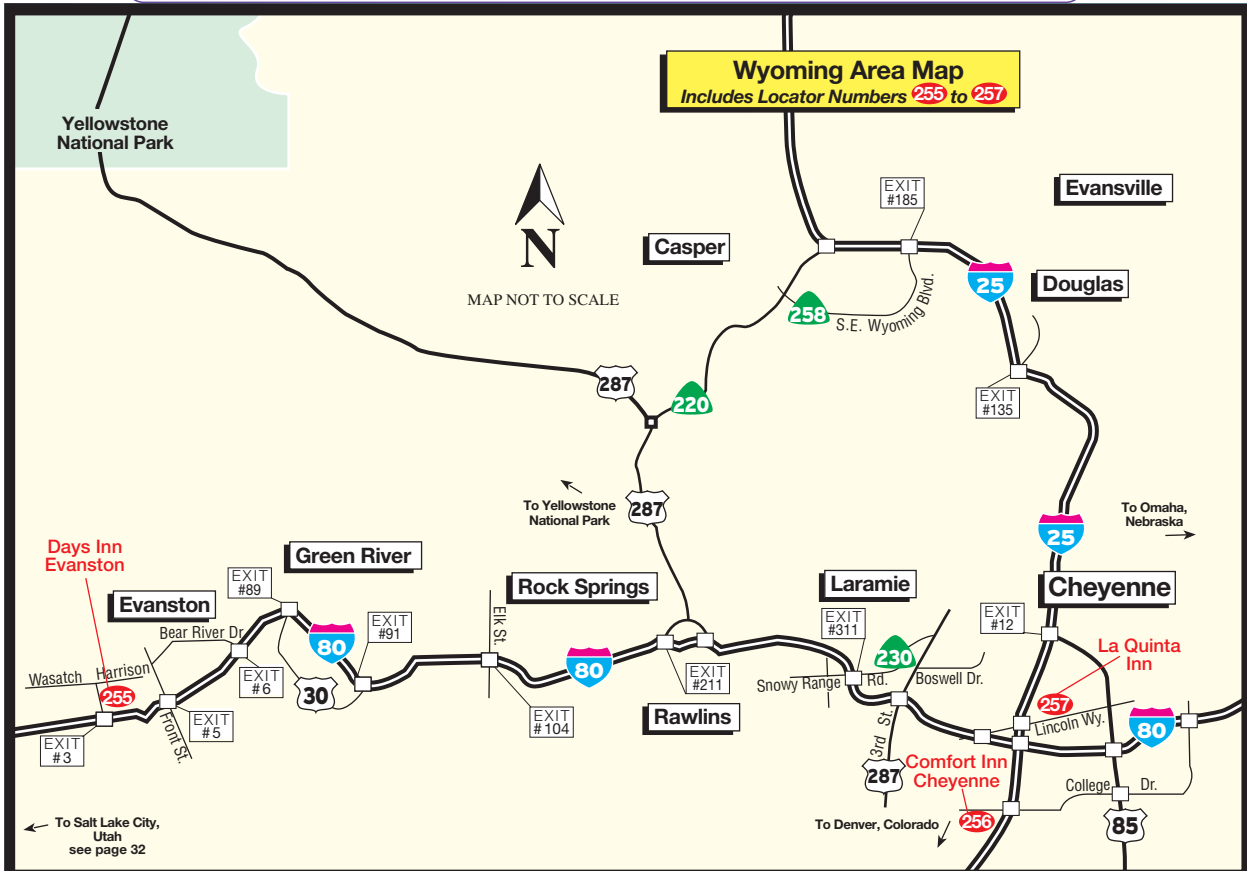 Wyoming Area Map
Includes Locator Numbers 255 to 257
Yellowstone
National Park
N
MAP NOT TO SCALE
Casper
EXIT
#185
Evansville
25
Douglas
258
S.E. Wyoming Blvd.
EXIT
#135
287
220
To Yellowstone
National Park
287
To Omaha,
Nebraska
25
Days Inn
Evanston
Evanston
Green River
EXIT
#89
Bear River Dr.
Wasatch
Harrison
255
EXIT
#3
Front St.
EXIT
#5
EXIT
#6
80
30
EXIT
#91
Elk St.
EXIT
#104
Rock Springs
80
EXIT
#211
Rawlins
Laramie
EXIT
#311
230
Snowy Range Rd.
Boswell Dr.
3rd St.
287
Cheyenne
EXIT
#12
La Quinta
Inn
257
Lincoln Wy.
80
Comfort Inn
Cheyenne
256
College Dr.
85
To Denver, Colorado
To Salt Lake City,
Utah
see page 32